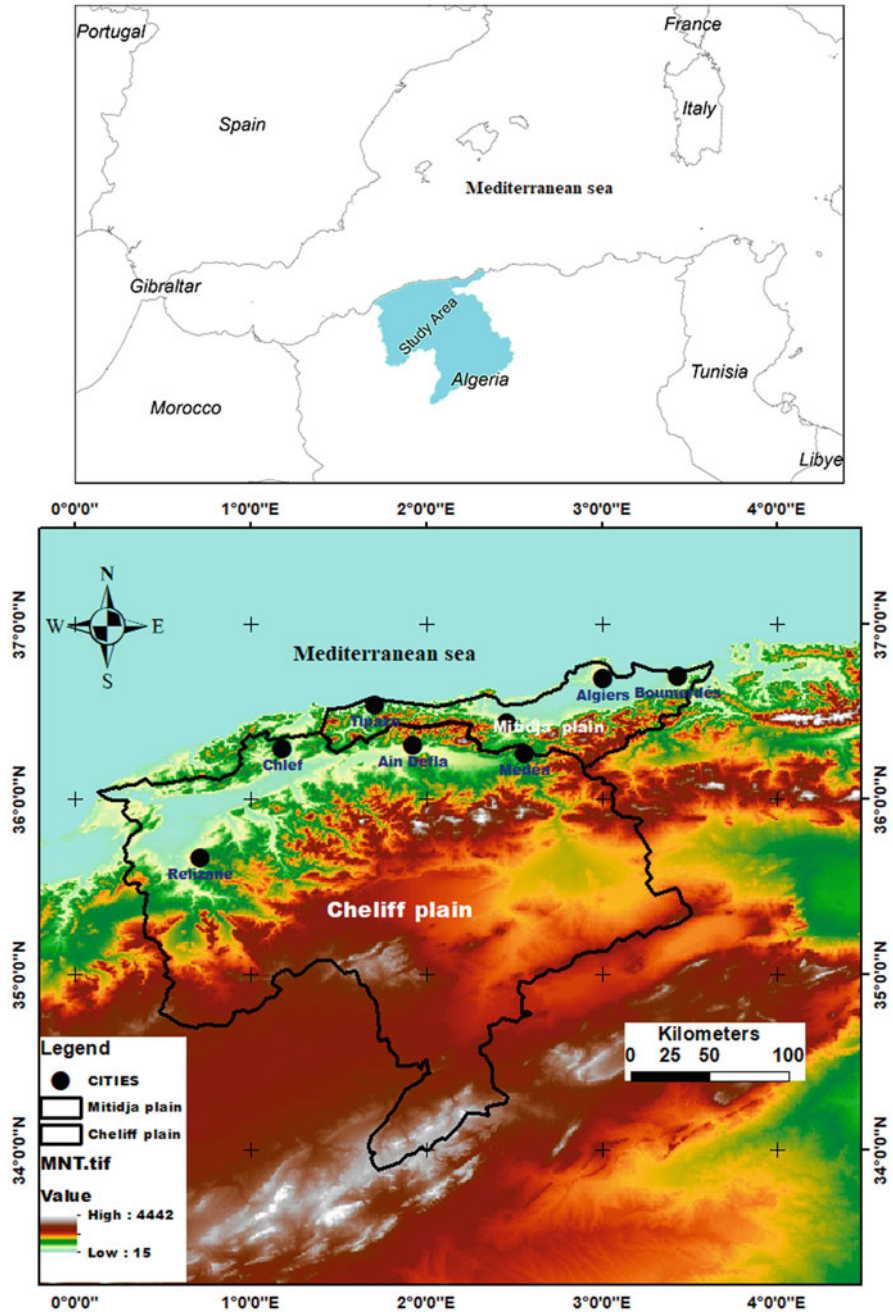 Portugal
France
Spain
Italy
Mediterranean sea
Gibraltar
Study Area
Algeria
Tunisia
Morocco
Libye
0°0'0" 1°0'0"E 2°0'0"E 3°0'0"E 4°0'0"E
N
W E
S
37°0'0"N 37°0'0"N
Mediterranean sea
Algiers Boumerdés
Tipaza
Mitidja plain
Chlef Ain Defla Médéa
36°0'0"N 36°0'0"N
Relizane
Cheliff plain
35°0'0"N 35°0'0"N
Kilometers
0 25 50 100
Legend
CITIES
Mitidja plain
Cheliff plain
34°0'0"N 34°0'0"N
MNT.tif
Value
High : 4442
Low : 15
0°0'0" 1°0'0"E 2°0'0"E 3°0'0"E 4°0'0"E